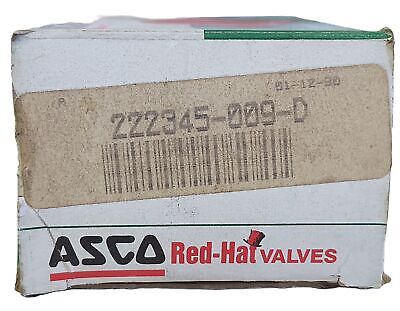 A
01-12-90
222345-009-D
ASCO Red-Hat VALVES